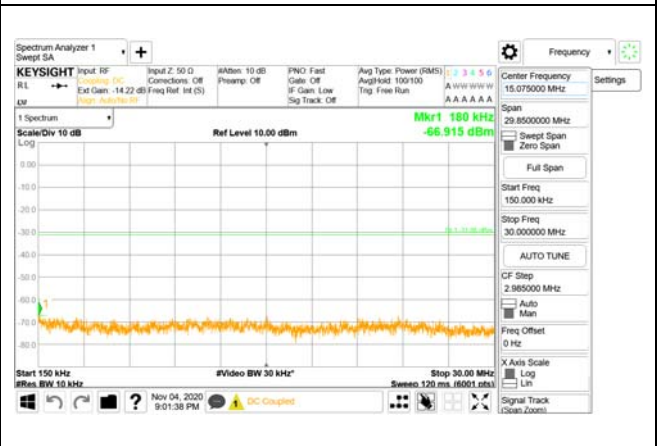 Spectrum Analyzer 1
Swept SA
+
Frequency
KEYSIGHT
RL
Input: RF
Coupling: DC
Ext Gain: -14.22 dB
Align: Auto/No RF
Input Z: 50 Ω
Corrections: Off
Freq Ref: Int (S)
#Atten: 10 dB
Preamp: Off
PNO: Fast
Gate: Off
IF Gain: Low
Sig Track: Off
Avg Type: Power (RMS)
Avg|Hold: 100/100
Trig: Free Run
1 2 3 4 5 6
A W W W W W
A A A A A A
1 Spectrum
Scale/Div 10 dB
Ref Level 10.00 dBm
Mkr1 180 kHz
-66.915 dBm
Log
0.00
-10.0
-20.0
-30.0
-40.0
-50.0
-60.0
-70.0
-80.0
1
Start 150 kHz
#Res BW 10 kHz
#Video BW 30 kHz*
Stop 30.00 MHz
Sweep 120 ms (6001 pts)
Nov 04, 2020
9:01:38 PM
DC Coupled
Center Frequency
15.075000 MHz
Settings
Span
29.8500000 MHz
Swept Span
Zero Span
Full Span
Start Freq
150.000 kHz
Stop Freq
30.000000 MHz
AUTO TUNE
CF Step
2.985000 MHz
Auto
Man
Freq Offset
0 Hz
X Axis Scale
Log
Lin
Signal Track
(Span Zoom)